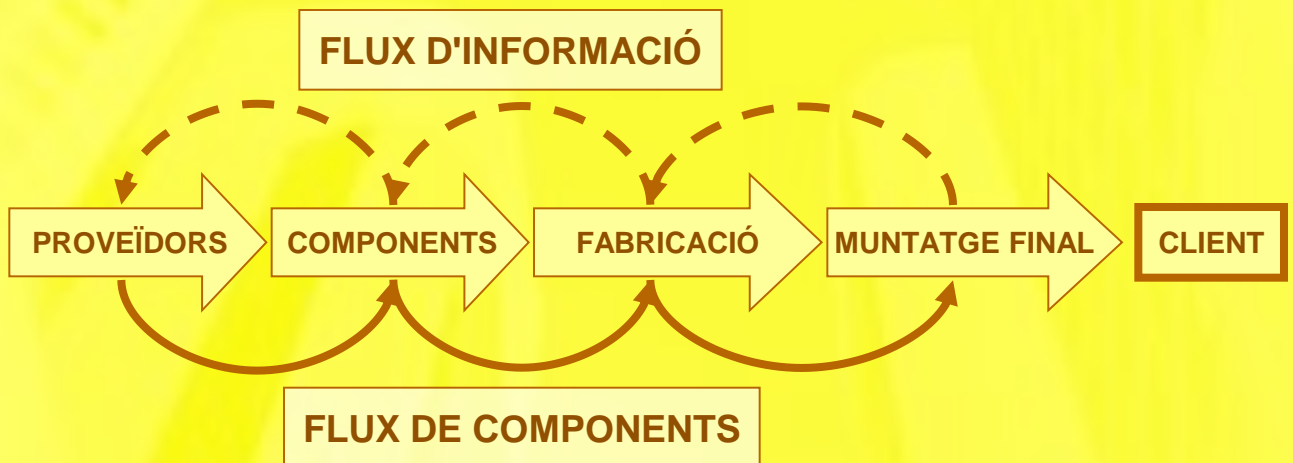 FLUX D'INFORMACIÓ
PROVEÏDORS
COMPONENTS
FABRICACIÓ
MUNTATGE FINAL
CLIENT
FLUX DE COMPONENTS